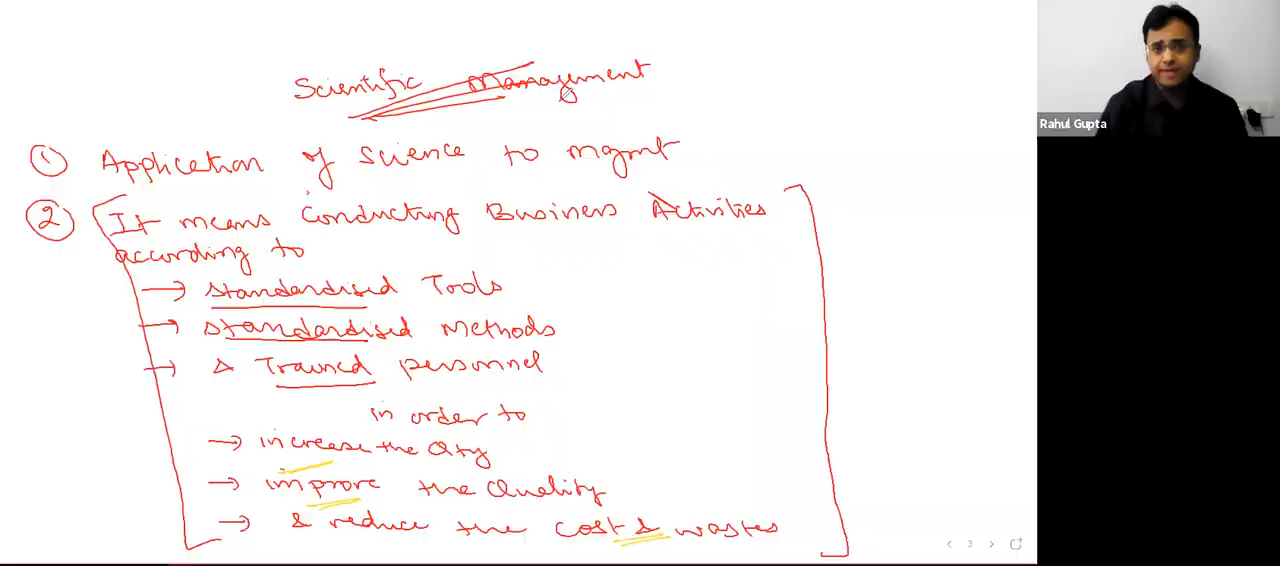 Scientific Management
Rahul Gupta
① Application of Science to mgmt
② It means Conducting Business Activities
according to
→ Standardised Tools
→ Standardised Methods
→ & Trained personnel
in order to
→ increase the Qty
→ improve the Quality
→ & reduce the cost & wastes
3